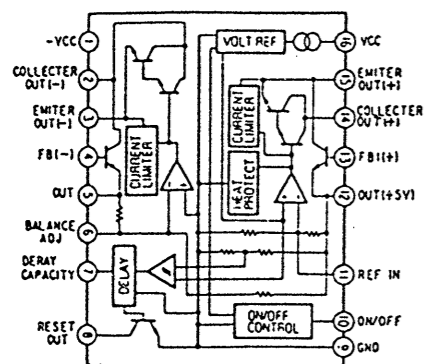 -VCC
1
COLLECTER
OUT(-)
2
EMITER
OUT(-)
3
FB(-)
4
OUT
5
BALANCE
ADJ
6
DERAY
CAPACITY
7
RESET
OUT
8
VOLT REF
CURRENT
LIMITER
CURRENT
LIMITER
HEAT
PROTECT
DELAY
ON/OFF
CONTROL
16
VCC
15
EMITER
OUT(+)
14
COLLECTER
OUT(+)
13
FB1(+)
12
OUT(+5V)
11
REF IN
10
ON/OFF
9
GND